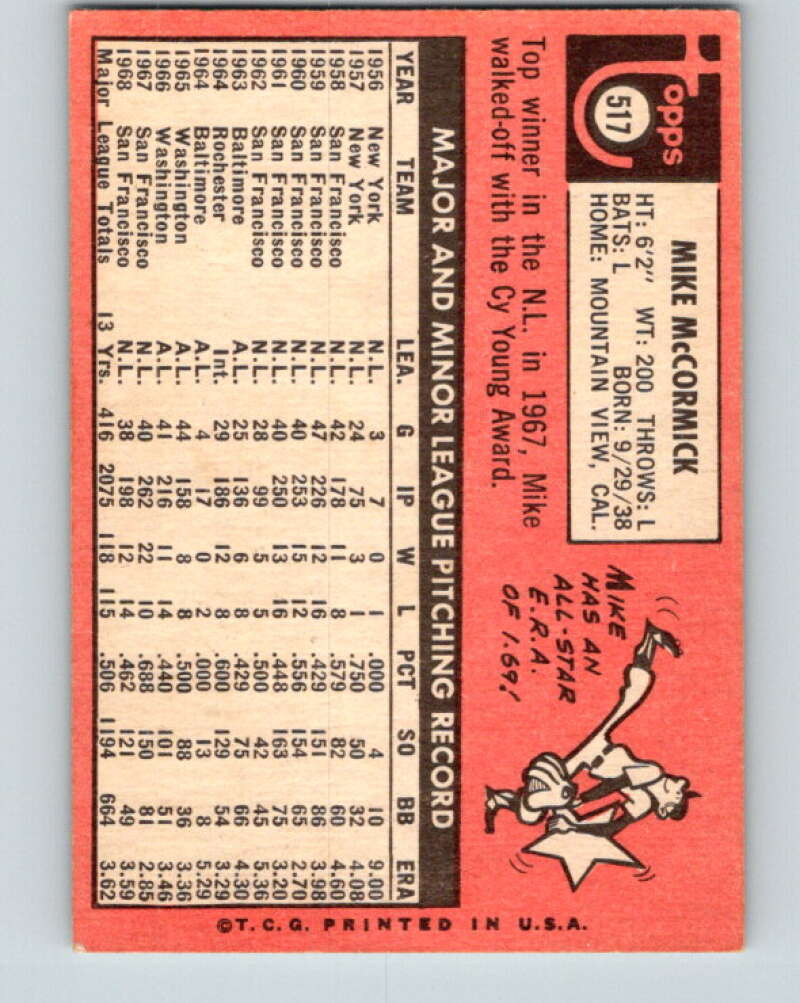 Topps
517
MIKE McCORMICK
HT: 6'2" WT: 200 THROWS: L
BATS: L BORN: 9/29/38
HOME: MOUNTAIN VIEW, CAL.
Top winner in the N.L. in 1967, Mike
walked-off with the Cy Young Award.
MIKE
HAS AN
ALL-STAR
E.R.A.
OF 1.69!
MAJOR AND MINOR LEAGUE PITCHING RECORD
YEAR TEAM LEA. G IP W L PCT SO BB ERA
1956 New York N.L. 3 7 0 1 .000 4 10 9.00
1957 New York N.L. 24 75 3 1 .750 50 32 4.08
1958 San Francisco N.L. 42 178 11 8 .579 82 60 4.60
1959 San Francisco N.L. 47 226 12 16 .429 151 86 3.98
1960 San Francisco N.L. 40 253 15 12 .556 154 65 2.70
1961 San Francisco N.L. 40 250 13 16 .448 163 75 3.20
1962 San Francisco N.L. 28 99 5 5 .500 42 45 5.36
1963 Baltimore A.L. 25 136 6 8 .429 75 66 4.30
1964 Rochester Int. 29 186 12 8 .600 129 54 3.29
1964 Baltimore A.L. 4 17 0 2 .000 13 8 5.29
1965 Washington A.L. 44 158 8 8 .500 88 36 3.36
1966 Washington A.L. 41 216 11 14 .440 101 51 3.46
1967 San Francisco N.L. 40 262 22 10 .688 150 81 2.85
1968 San Francisco N.L. 38 198 12 14 .462 121 49 3.59
Major League Totals 13 Yrs. 416 2075 118 115 .506 1194 664 3.62
©T.C.G. PRINTED IN U.S.A.